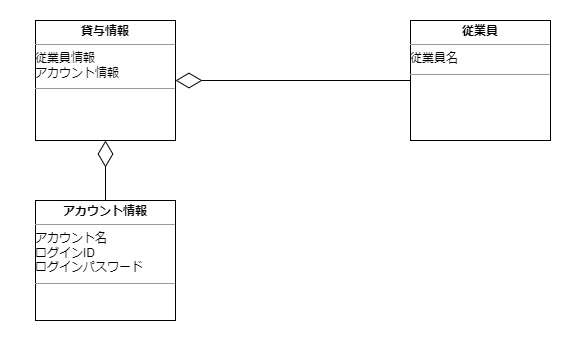 貸与情報
従業員情報
アカウント情報
従業員
従業員名
アカウント情報
アカウント名
ログインID
ログインパスワード